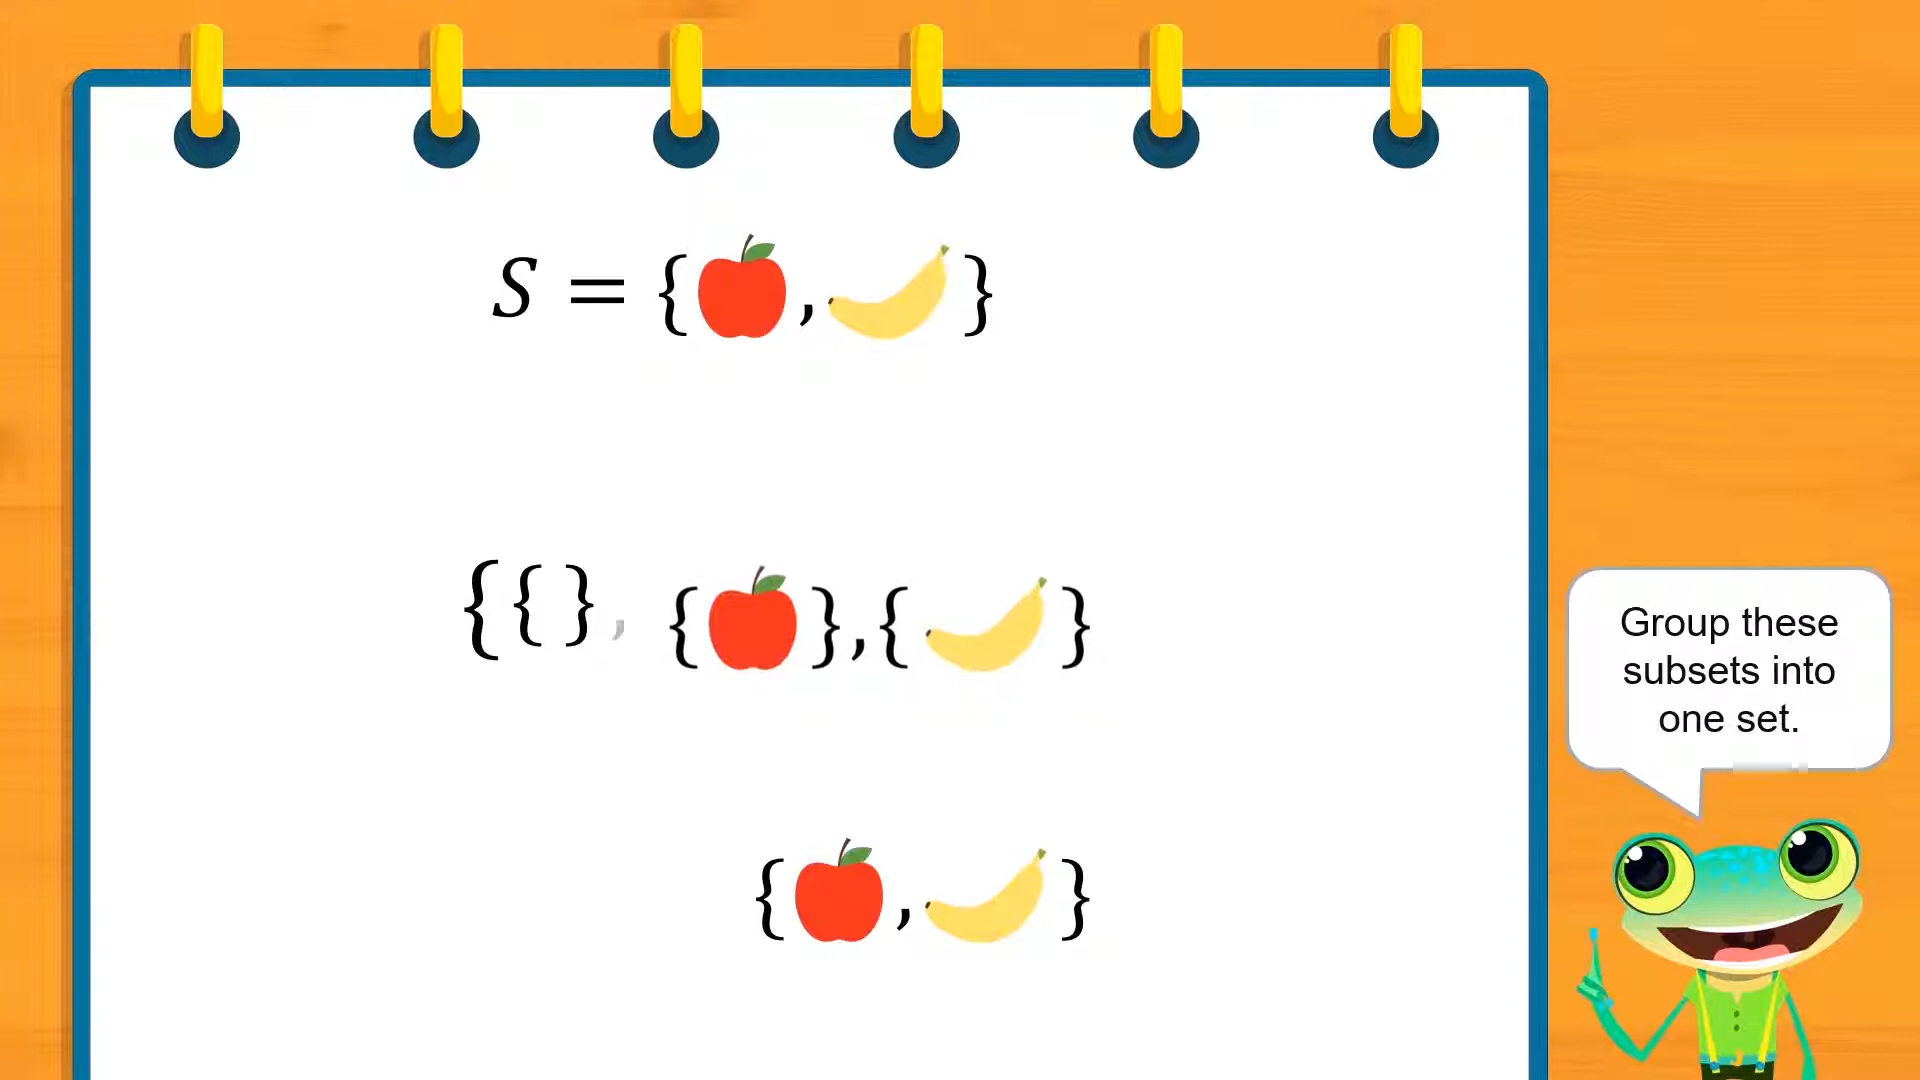 S = { , }
{{ }, { },{ }
{ , }
Group these
subsets into
one set.